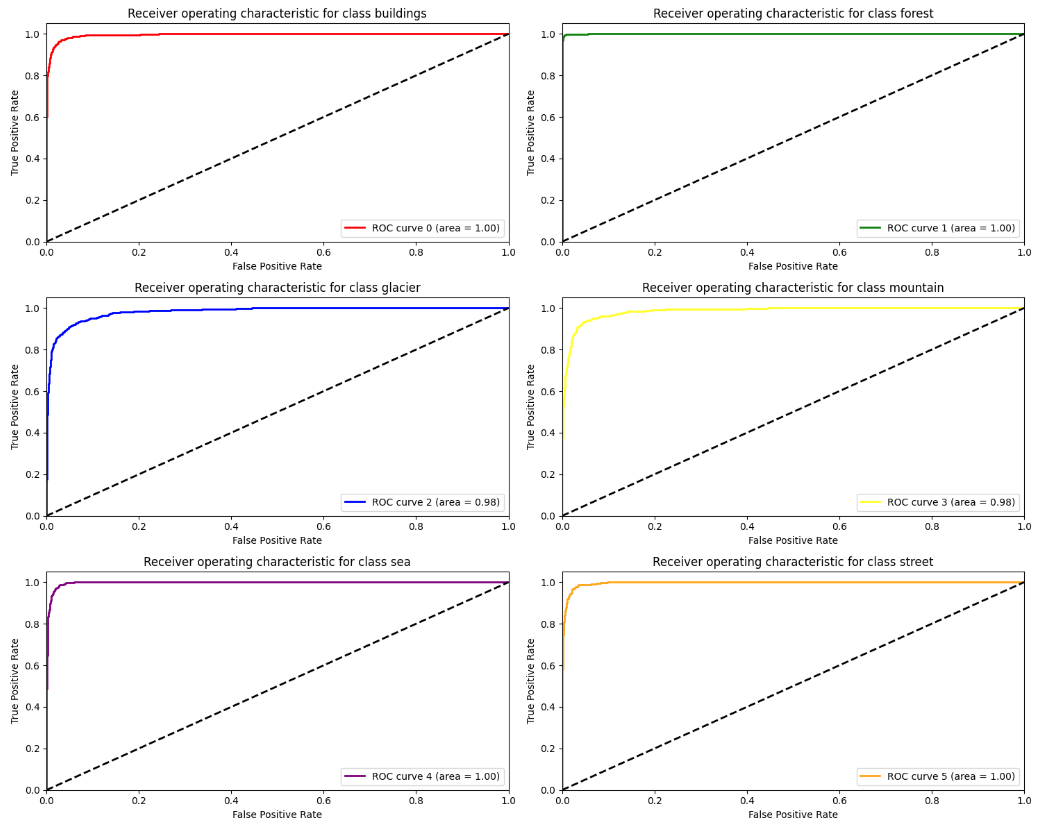 Receiver operating characteristic for class buildings
True Positive Rate
1.0
0.8
0.6
0.4
0.2
0.0
ROC curve 0 (area = 1.00)
0.0 0.2 0.4 0.6 0.8 1.0
False Positive Rate
Receiver operating characteristic for class forest
True Positive Rate
1.0
0.8
0.6
0.4
0.2
0.0
ROC curve 1 (area = 1.00)
0.0 0.2 0.4 0.6 0.8 1.0
False Positive Rate
Receiver operating characteristic for class glacier
True Positive Rate
1.0
0.8
0.6
0.4
0.2
0.0
ROC curve 2 (area = 0.98)
0.0 0.2 0.4 0.6 0.8 1.0
False Positive Rate
Receiver operating characteristic for class mountain
True Positive Rate
1.0
0.8
0.6
0.4
0.2
0.0
ROC curve 3 (area = 0.98)
0.0 0.2 0.4 0.6 0.8 1.0
False Positive Rate
Receiver operating characteristic for class sea
True Positive Rate
1.0
0.8
0.6
0.4
0.2
0.0
ROC curve 4 (area = 1.00)
0.0 0.2 0.4 0.6 0.8 1.0
False Positive Rate
Receiver operating characteristic for class street
True Positive Rate
1.0
0.8
0.6
0.4
0.2
0.0
ROC curve 5 (area = 1.00)
0.0 0.2 0.4 0.6 0.8 1.0
False Positive Rate